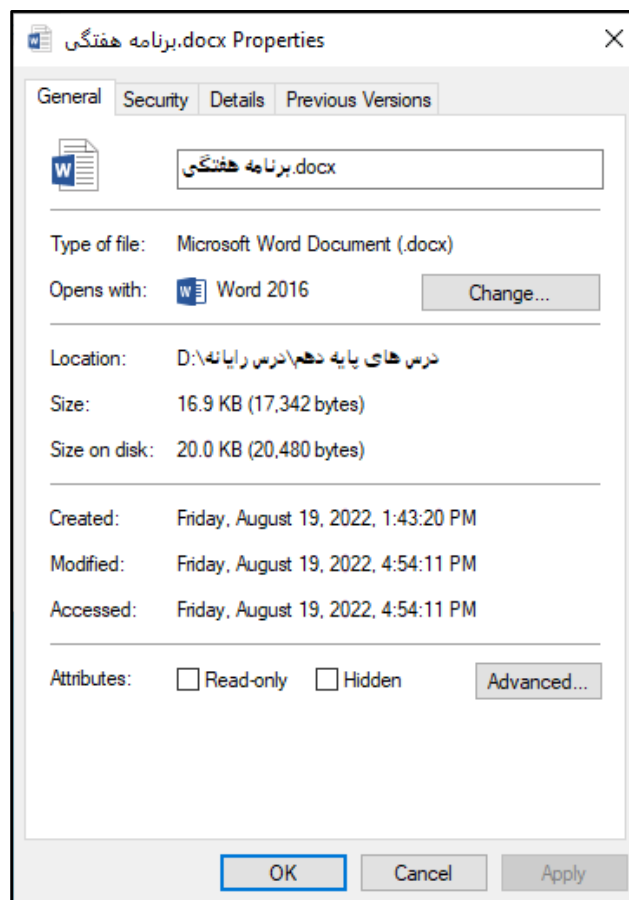 برنامه هفتگی.docx Properties
General Security Details Previous Versions
برنامه هفتگی.docx
Type of file: Microsoft Word Document (.docx)
Opens with: Word 2016 Change...
Location: D:\درس های پایه دهم\درس رایانه
Size: 16.9 KB (17,342 bytes)
Size on disk: 20.0 KB (20,480 bytes)
Created: Friday, August 19, 2022, 1:43:20 PM
Modified: Friday, August 19, 2022, 4:54:11 PM
Accessed: Friday, August 19, 2022, 4:54:11 PM
Attributes: Read-only Hidden Advanced...
OK Cancel Apply